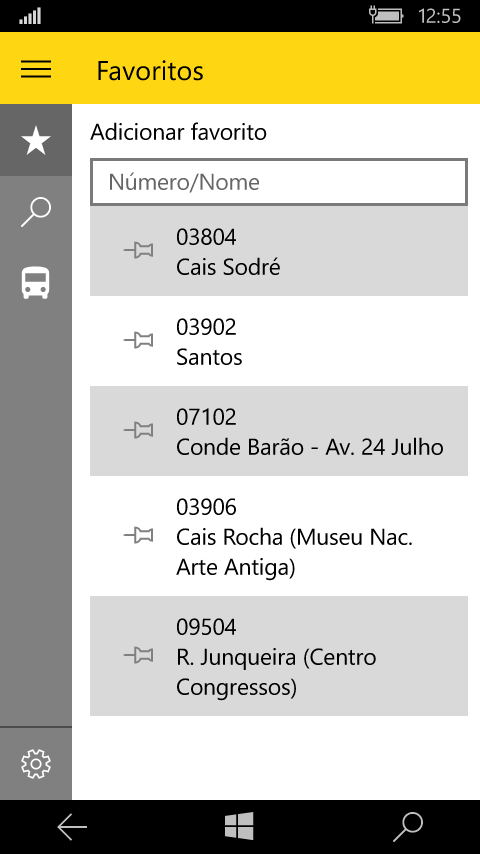 12:55
Favoritos
Adicionar favorito
Número/Nome
03804
Cais Sodré
03902
Santos
07102
Conde Barão - Av. 24 Julho
03906
Cais Rocha (Museu Nac.
Arte Antiga)
09504
R. Junqueira (Centro
Congressos)